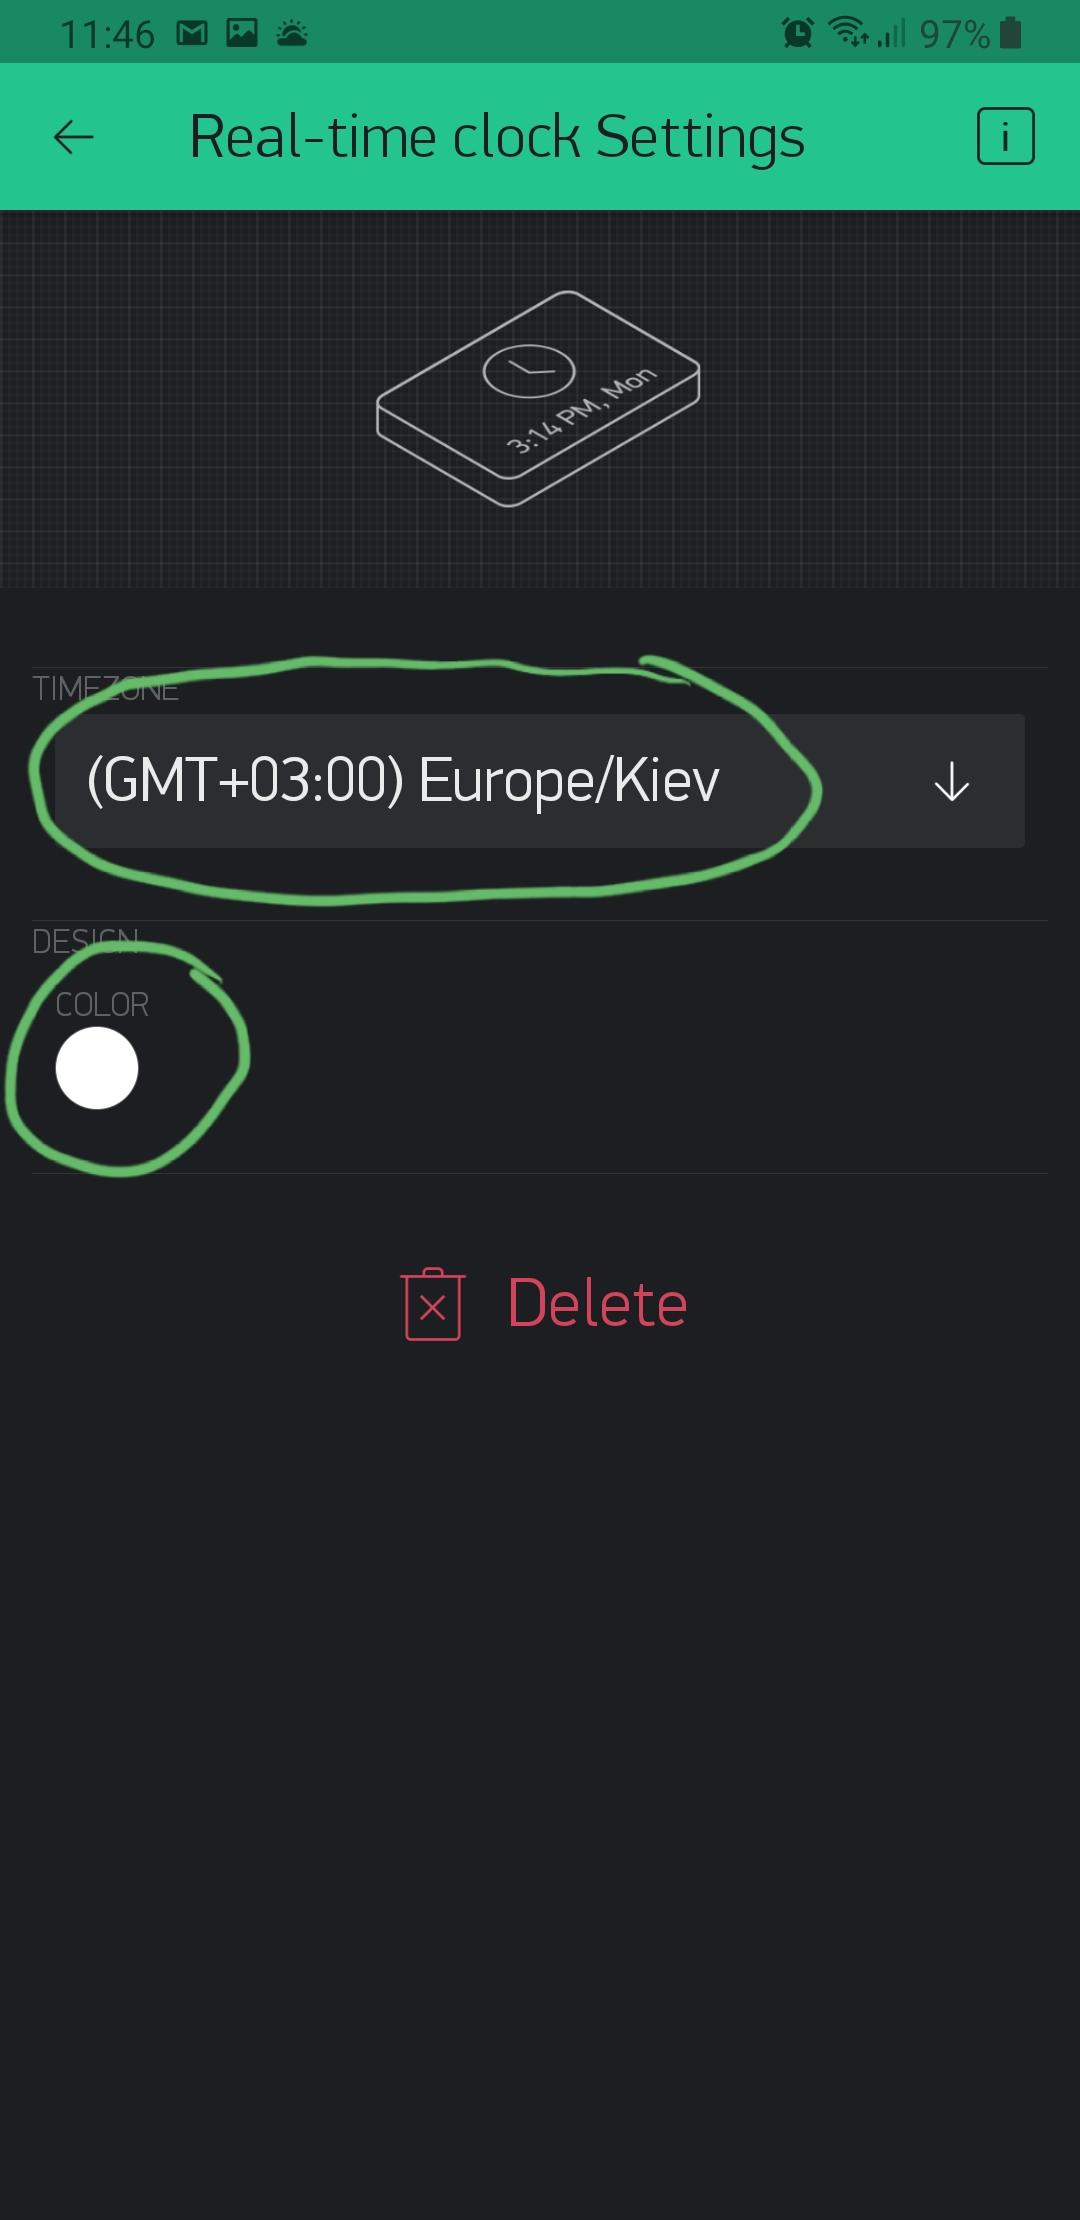 11:46 97%
Real-time clock Settings i
3:14 PM, Mon
TIMEZONE
(GMT+03:00) Europe/Kiev
DESIGN
COLOR
Delete